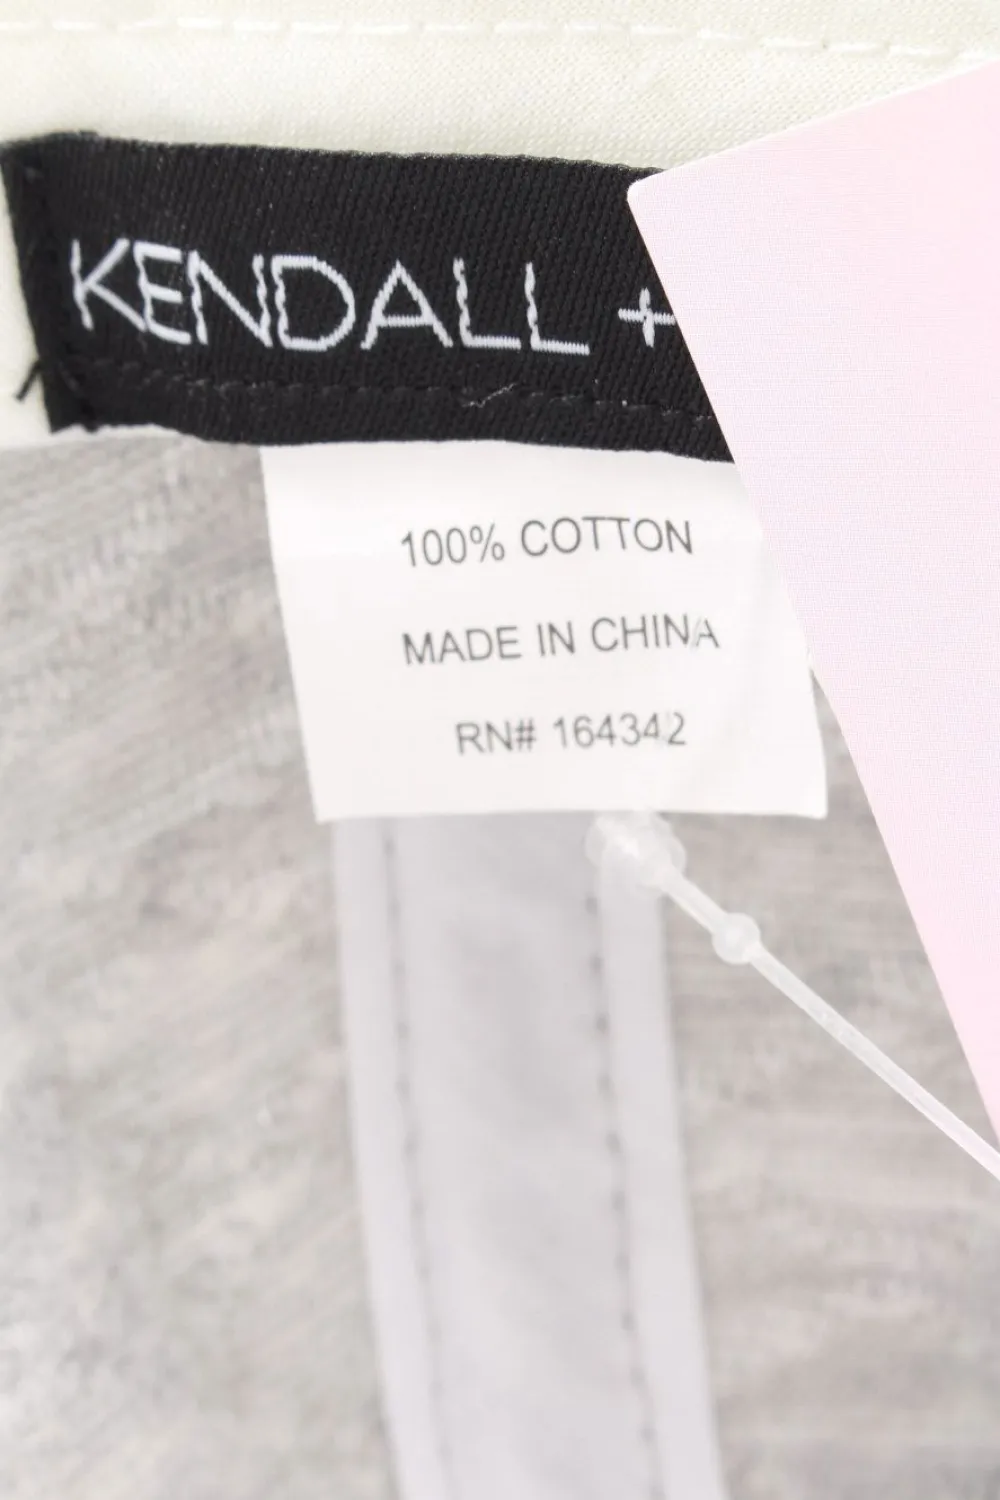 KENDALL +
100% COTTON
MADE IN CHINA
RN# 164342